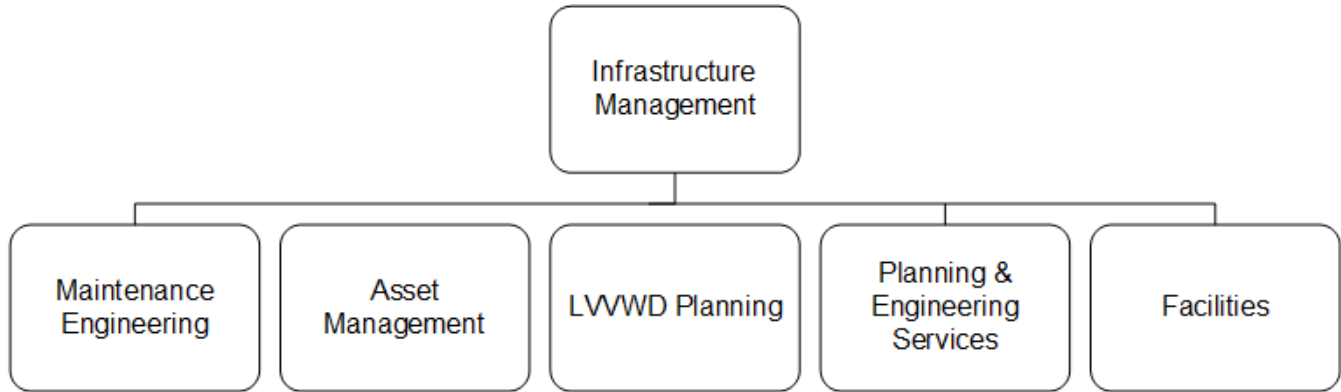 Infrastructure
Management
Maintenance
Engineering
Asset
Management
LVVWD Planning
Planning &
Engineering
Services
Facilities